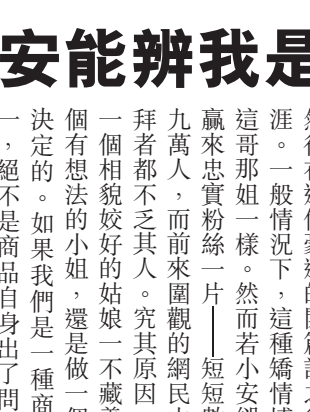 安能辨我是
涯。一般情況下，這種矯情
這哥那姐一樣。然而若小安
贏來忠實粉絲一片——短短
九萬人，而前來圍觀的網民
拜者都不乏其人。究其原因
一個相貌姣好的姑娘一不藏
個有想法的小姐，還是做一個
決定的。如果我們是一種商
一，絕不是商品自身出了問